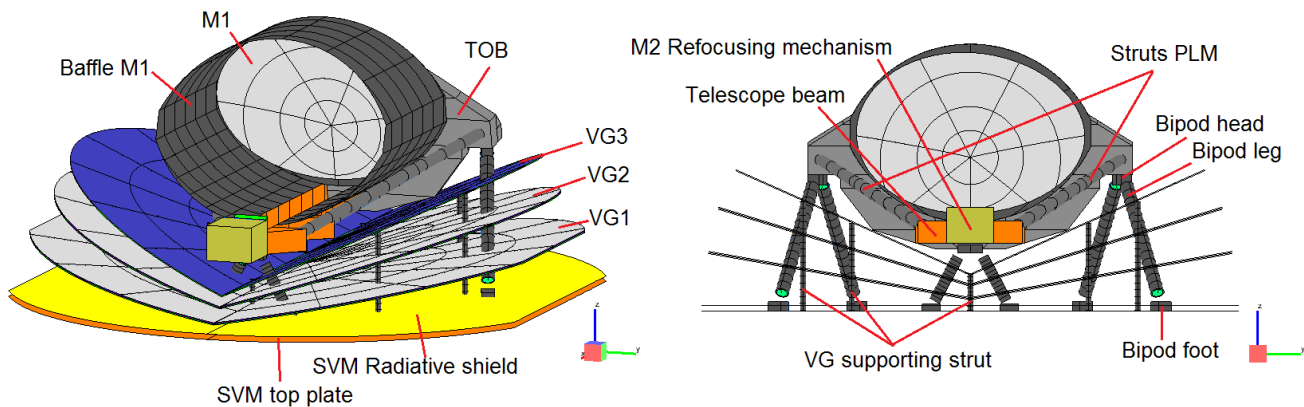 M1
Baffle M1
TOB
VG3
VG2
VG1
SVM Radiative shield
SVM top plate
z
x
y
M2 Refocusing mechanism
Telescope beam
Struts PLM
Bipod head
Bipod leg
VG supporting strut
Bipod foot
z
y